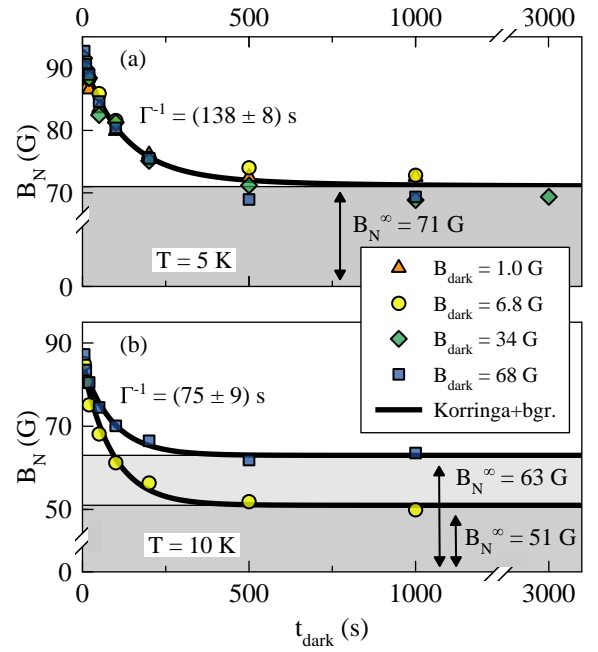 0 500 1000 3000
(a)
90
80
70
0
B_N (G)
Γ⁻¹ = (138 ± 8) s
B_N^∞ = 71 G
T = 5 K
B_dark = 1.0 G
B_dark = 6.8 G
B_dark = 34 G
B_dark = 68 G
Korringa+bgr.
(b)
90
70
50
0
B_N (G)
Γ⁻¹ = (75 ± 9) s
B_N^∞ = 63 G
B_N^∞ = 51 G
T = 10 K
0 500 1000 3000
t_dark (s)